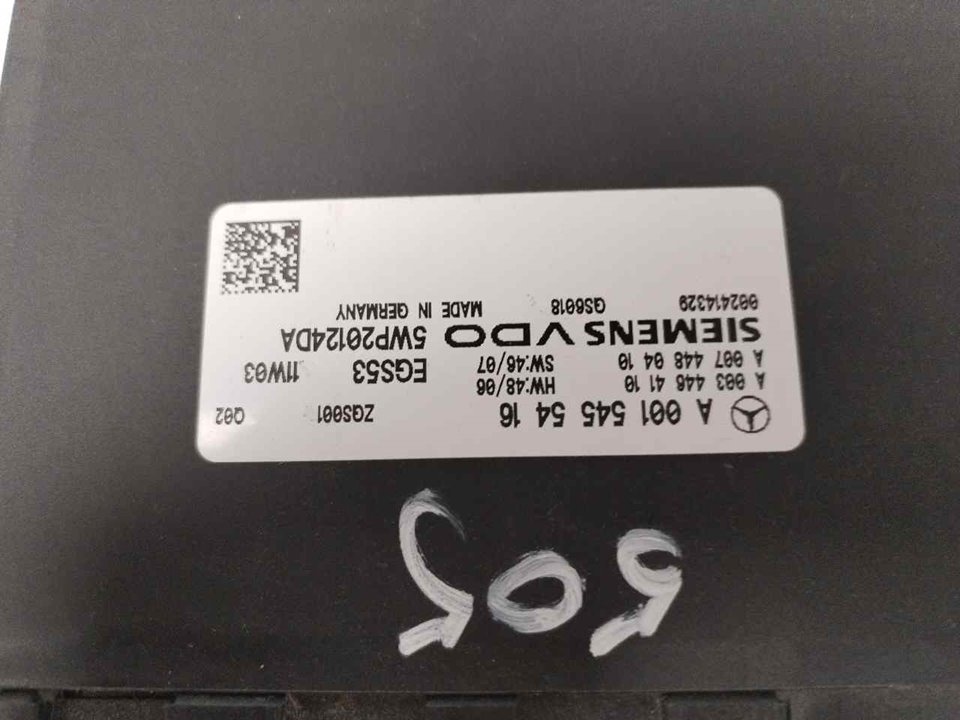 505
A 001 545 54 16 ZGS001 Q02
A 003 446 41 10 HW:48/06 EGS53 11W03
A 007 448 04 10 SW:46/07
SIEMENS VDO 5WP20124DA
002414329 GS6018 MADE IN GERMANY